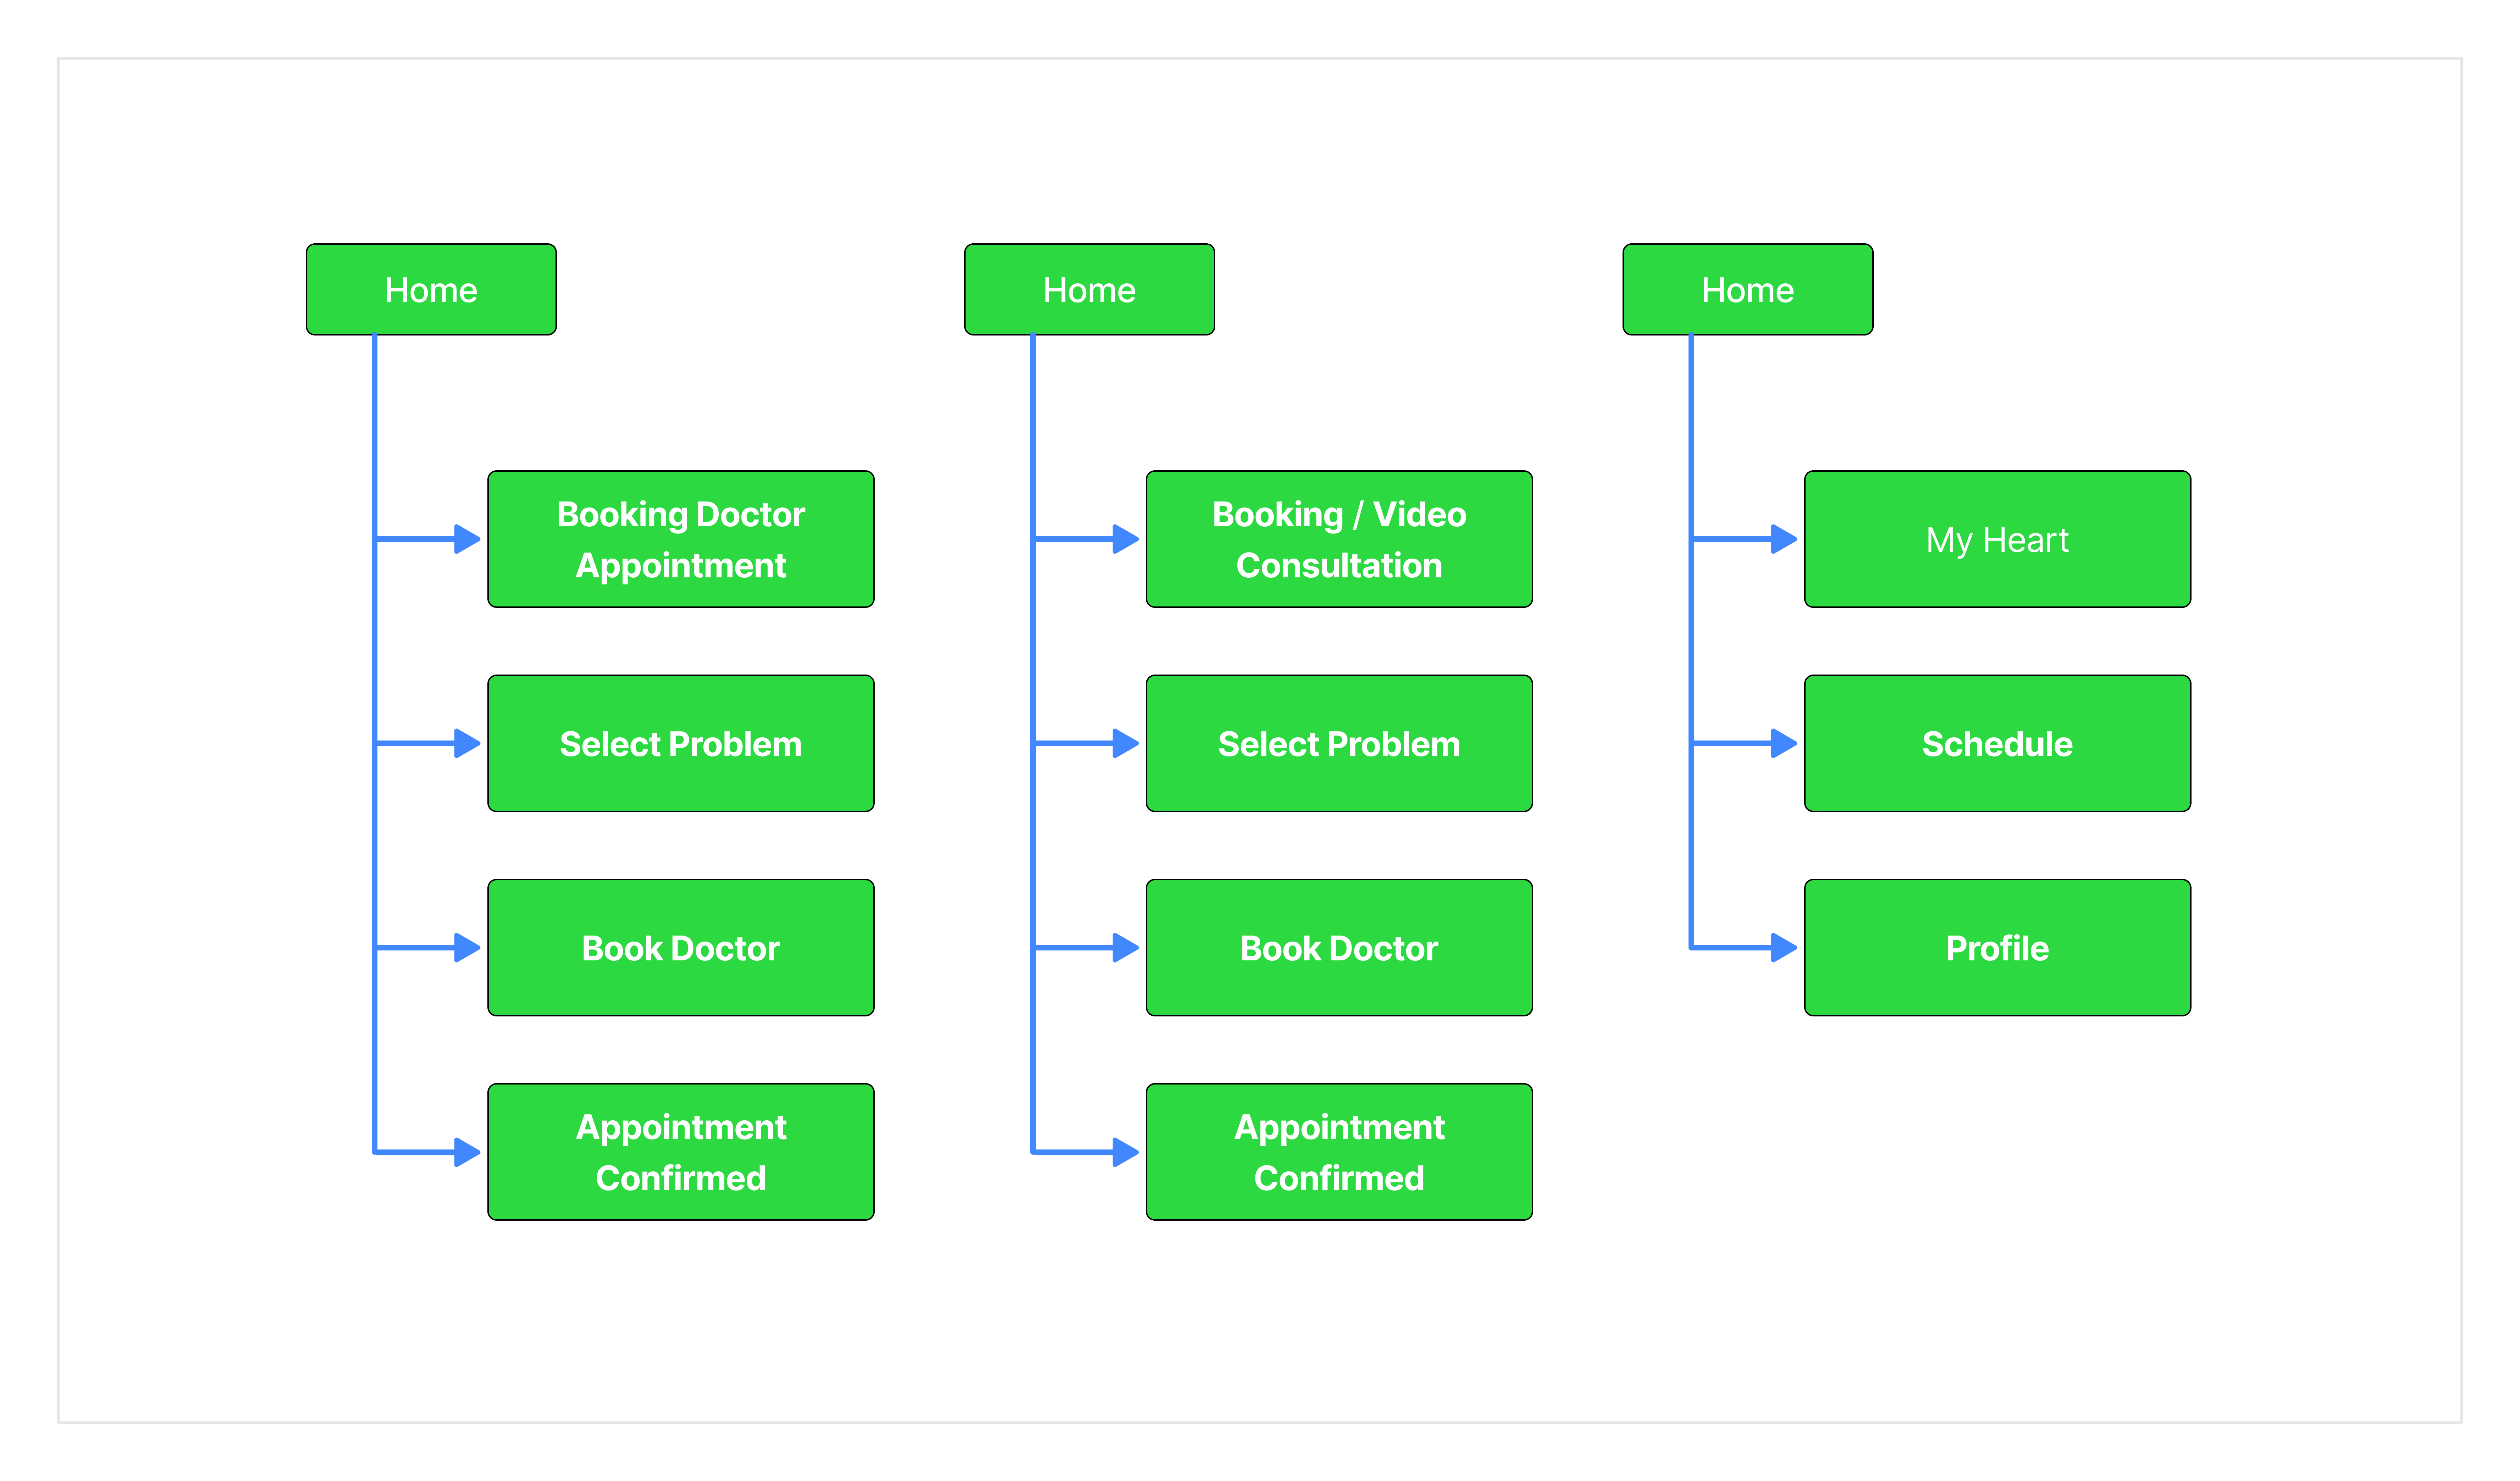 Home
Booking Doctor
Appointment
Select Problem
Book Doctor
Appointment
Confirmed
Home
Booking / Video
Consultation
Select Problem
Book Doctor
Appointment
Confirmed
Home
My Heart
Schedule
Profile